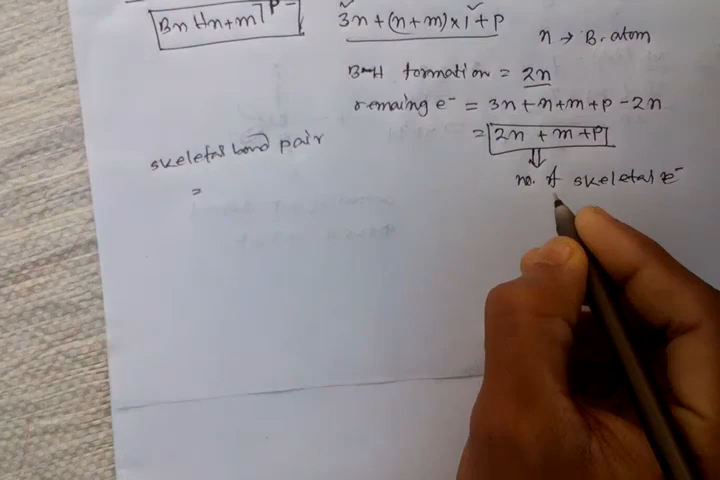 BnHn+m]P-
3n+(n+m)×1+P
n → B. atom
B-H formation = 2n
remaing e- = 3n+n+m+P-2n
= 2n +m+P
no. of skeletal e-
skeletal bond pair
=